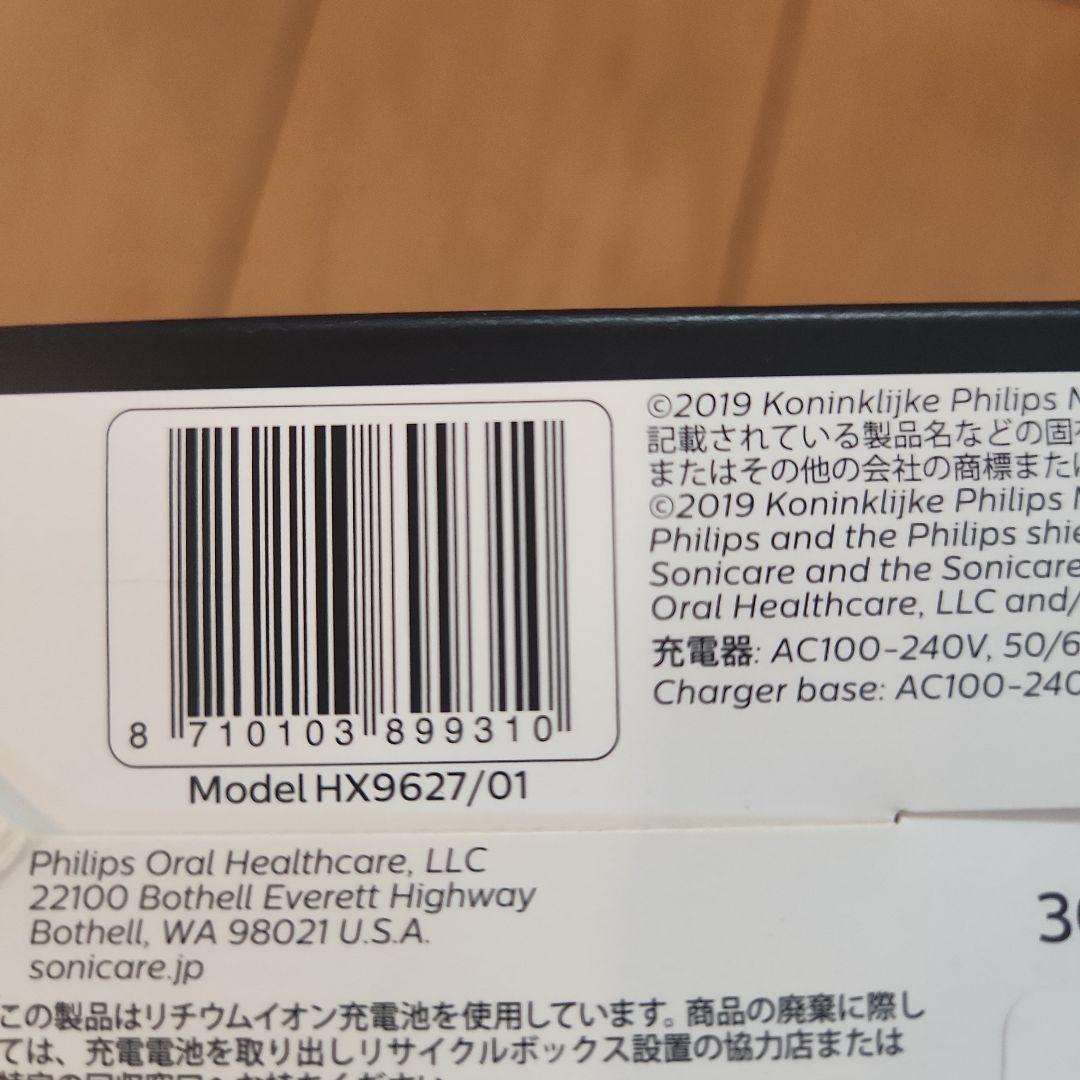 8 710103 899310
Model HX9627/01
©2019 Koninklijke Philips
記載されている製品名などの固
またはその他の会社の商標また
©2019 Koninklijke Philips
Philips and the Philips
Sonicare and the Sonicare
Oral Healthcare, LLC and/
充電器: AC100-240V, 50/6
Charger base: AC100-240
Philips Oral Healthcare, LLC
22100 Bothell Everett Highway
Bothell, WA 98021 U.S.A.
sonicare.jp
この製品はリチウムイオン充電池を使用しています。商品の廃棄に際し
ては、充電電池を取り出しリサイクルボックス設置の協力店または